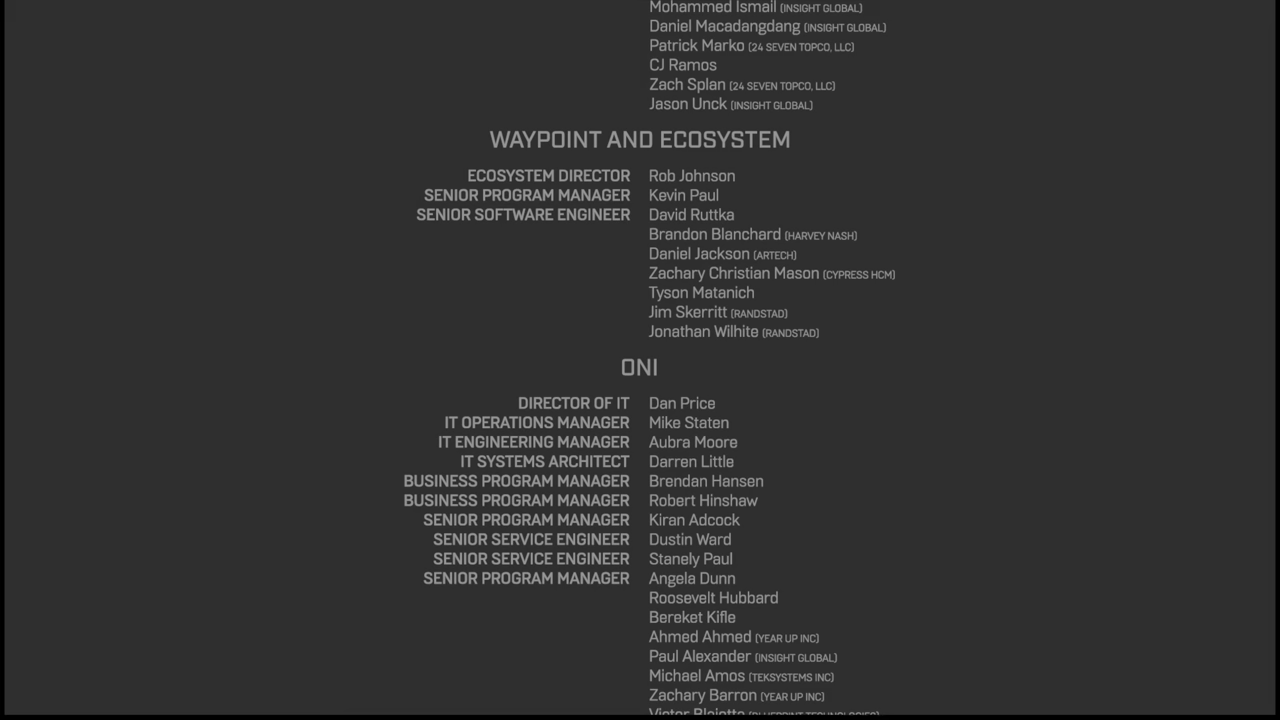 Mohammed Ismail (INSIGHT GLOBAL)
Daniel Macadangdang (INSIGHT GLOBAL)
Patrick Marko (24 SEVEN TOPCO, LLC)
CJ Ramos
Zach Splan (24 SEVEN TOPCO, LLC)
Jason Unck (INSIGHT GLOBAL)
WAYPOINT AND ECOSYSTEM
ECOSYSTEM DIRECTOR Rob Johnson
SENIOR PROGRAM MANAGER Kevin Paul
SENIOR SOFTWARE ENGINEER David Ruttka
Brandon Blanchard (HARVEY NASH)
Daniel Jackson (ARTECH)
Zachary Christian Mason (CYPRESS HCM)
Tyson Matanich
Jim Skerritt (RANDSTAD)
Jonathan Wilhite (RANDSTAD)
ONI
DIRECTOR OF IT Dan Price
IT OPERATIONS MANAGER Mike Staten
IT ENGINEERING MANAGER Aubra Moore
IT SYSTEMS ARCHITECT Darren Little
BUSINESS PROGRAM MANAGER Brendan Hansen
BUSINESS PROGRAM MANAGER Robert Hinshaw
SENIOR PROGRAM MANAGER Kiran Adcock
SENIOR SERVICE ENGINEER Dustin Ward
SENIOR SERVICE ENGINEER Stanely Paul
SENIOR PROGRAM MANAGER Angela Dunn
Roosevelt Hubbard
Bereket Kifle
Ahmed Ahmed (YEAR UP INC)
Paul Alexander (INSIGHT GLOBAL)
Michael Amos (TEKSYSTEMS INC)
Zachary Barron (YEAR UP INC)
Victor